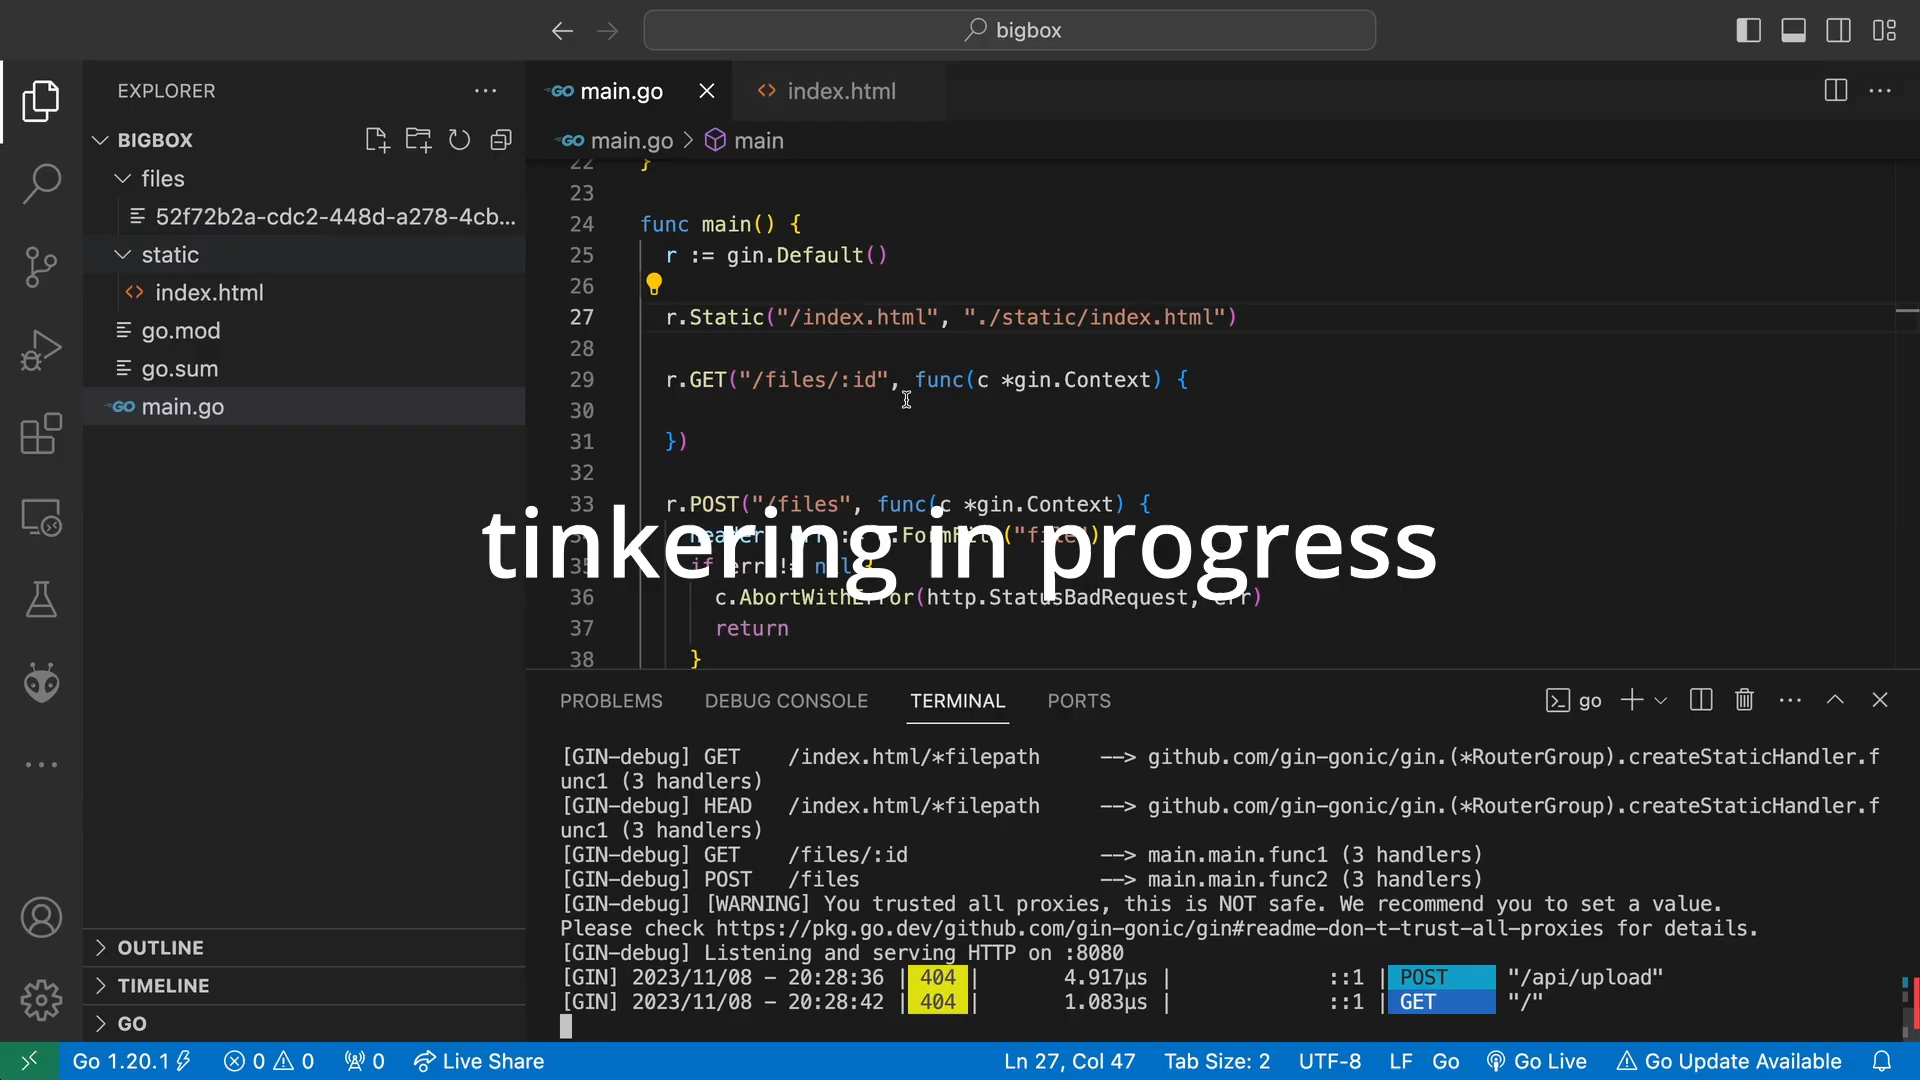 bigbox
EXPLORER
BIGBOX
files
52f72b2a-cdc2-448d-a278-4cb...
static
index.html
go.mod
go.sum
main.go
OUTLINE
TIMELINE
GO
main.go
index.html
main.go > main
22 }
23
24 func main() {
25 r := gin.Default()
26
27 r.Static("/index.html", "./static/index.html")
28
29 r.GET("/files/:id", func(c *gin.Context) {
30
31 })
32
33 r.POST("/files", func(c *gin.Context) {
tinkering in progress
36 c.AbortWithError(http.StatusBadRequest, err)
37 return
38 }
PROBLEMS DEBUG CONSOLE TERMINAL PORTS
go
[GIN-debug] GET /index.html/*filepath --> github.com/gin-gonic/gin.(*RouterGroup).createStaticHandler.f
unc1 (3 handlers)
[GIN-debug] HEAD /index.html/*filepath --> github.com/gin-gonic/gin.(*RouterGroup).createStaticHandler.f
unc1 (3 handlers)
[GIN-debug] GET /files/:id --> main.main.func1 (3 handlers)
[GIN-debug] POST /files --> main.main.func2 (3 handlers)
[GIN-debug] [WARNING] You trusted all proxies, this is NOT safe. We recommend you to set a value.
Please check https://pkg.go.dev/github.com/gin-gonic/gin#readme-don-t-trust-all-proxies for details.
[GIN-debug] Listening and serving HTTP on :8080
[GIN] 2023/11/08 - 20:28:36 | 404 | 4.917µs | ::1 | POST "/api/upload"
[GIN] 2023/11/08 - 20:28:42 | 404 | 1.083µs | ::1 | GET "/"
Go 1.20.1 0 0 0 Live Share Ln 27, Col 47 Tab Size: 2 UTF-8 LF Go Go Live Go Update Available